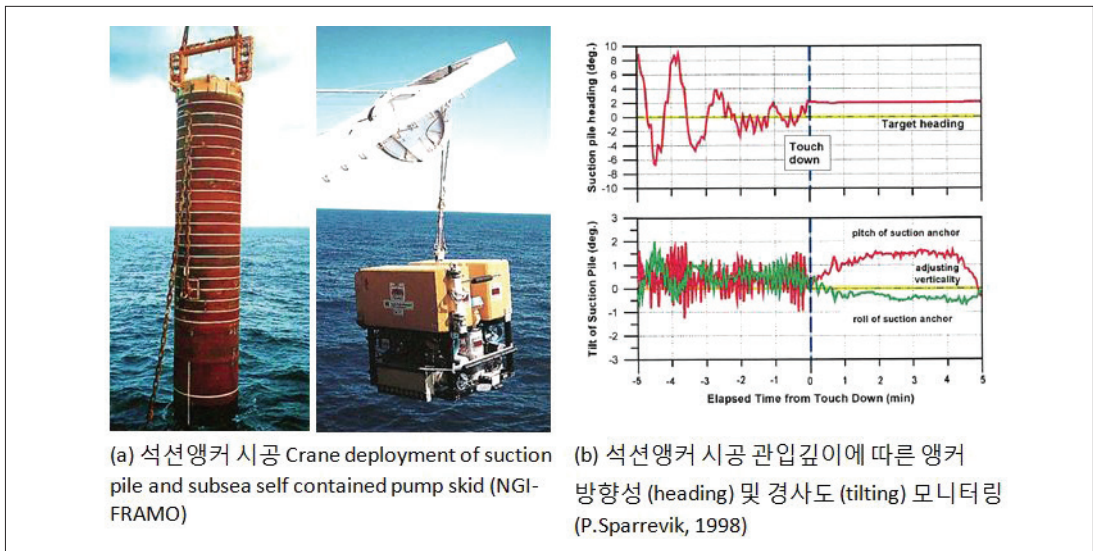 Suction pile heading (deg.)
10
8
6
4
2
0
-2
-4
-6
-8
-10
Target heading
Touch
down
Tilt of Suction Pile (deg.)
3
2
1
0
-1
-2
-3
pitch of suction anchor
adjusting
verticality
roll of suction anchor
-5 -4 -3 -2 -1 0 1 2 3 4 5
Elapsed Time from Touch Down (min)
(a) 석션앵커 시공 Crane deployment of suction
pile and subsea self contained pump skid (NGI-
FRAMO)
(b) 석션앵커 시공 관입깊이에 따른 앵커
방향성 (heading) 및 경사도 (tilting) 모니터링
(P.Sparrevik, 1998)